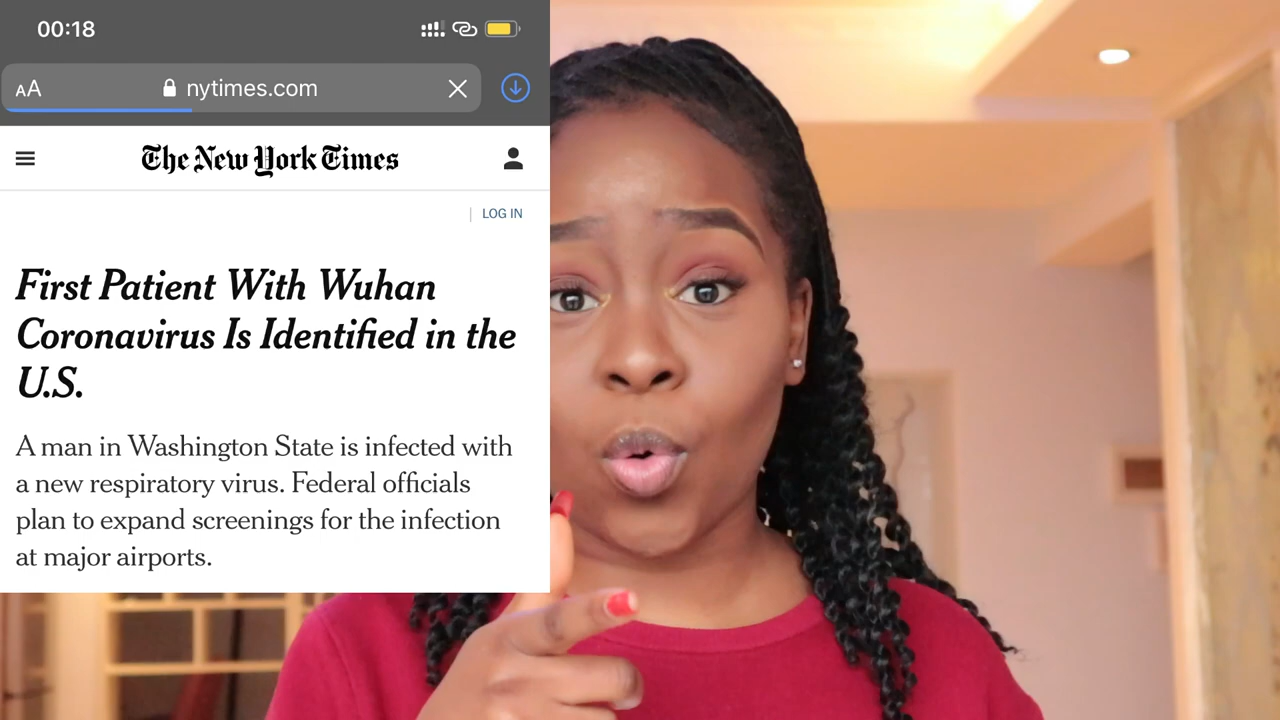 00:18
AA nytimes.com
The New York Times
LOG IN
First Patient With Wuhan
Coronavirus Is Identified in the
U.S.
A man in Washington State is infected with
a new respiratory virus. Federal officials
plan to expand screenings for the infection
at major airports.